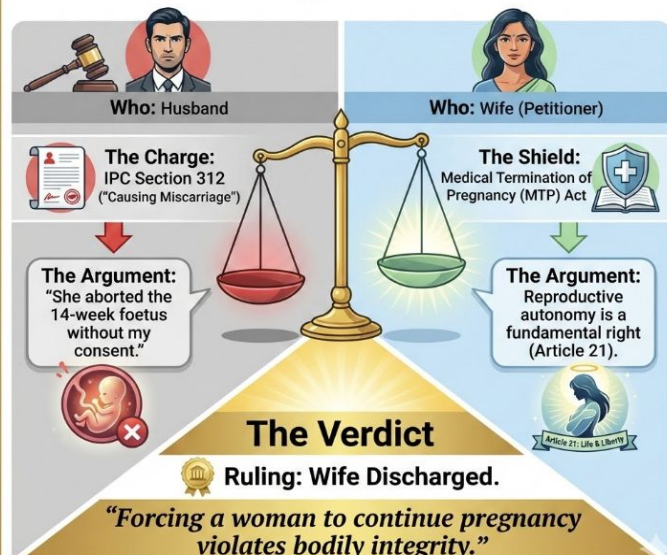 Who: Husband
The Charge:
IPC Section 312
("Causing Miscarriage")
The Argument:
"She aborted the
14-week foetus
without my
consent."
Who: Wife (Petitioner)
The Shield:
Medical Termination of
Pregnancy (MTP) Act
The Argument:
Reproductive
autonomy is a
fundamental right
(Article 21).
Article 21: Life & Liberty
The Verdict
Ruling: Wife Discharged.
"Forcing a woman to continue pregnancy
violates bodily integrity."